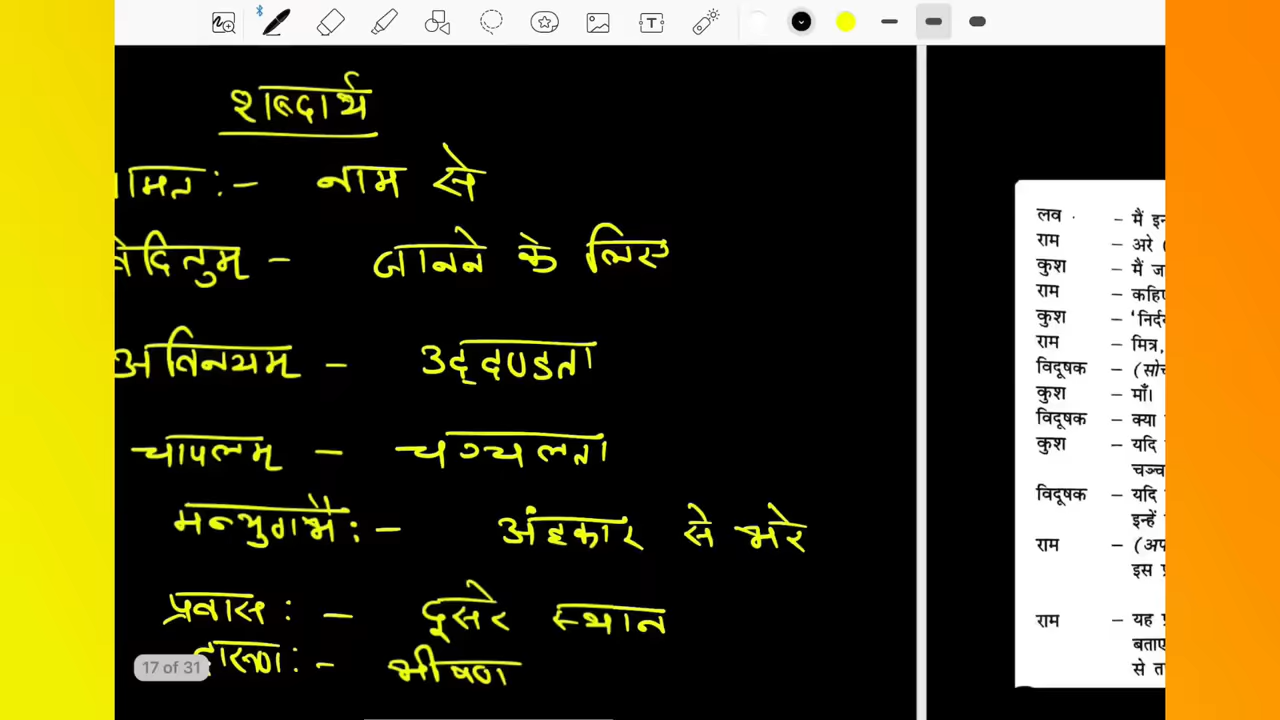 शब्दार्थ
नाम से
वेदितुम् - जानने के लिए
अतिनयम् - उद्दण्डता
चापलम् - चञ्चलता
मन्युगर्भैः - अंहकार से भरे
प्रवासः - दूसरे स्थान
दारुणः - भीषण
17 of 31
लव - मैं
राम - अरे
कुश - मैं
राम - कहिए
कुश - 'निर्द
राम - मित्र,
विदूषक - (सोच
कुश - माँ।
विदूषक - क्या
कुश - यदि
चञ्च
विदूषक - यदि
इन्हें
राम - (अप
इस
राम - यह
बताए
से